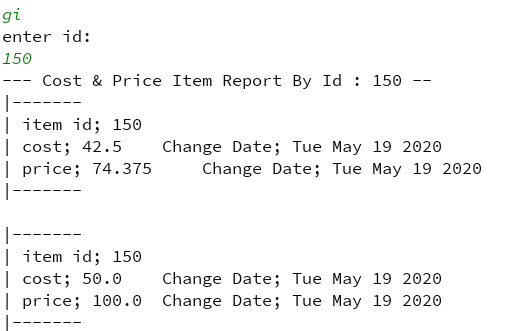 gi
enter id:
150
--- Cost & Price Item Report By Id : 150 --
|-------
| item id; 150
| cost; 42.5    Change Date; Tue May 19 2020
| price; 74.375     Change Date; Tue May 19 2020
|-------

|-------
| item id; 150
| cost; 50.0    Change Date; Tue May 19 2020
| price; 100.0  Change Date; Tue May 19 2020
|-------